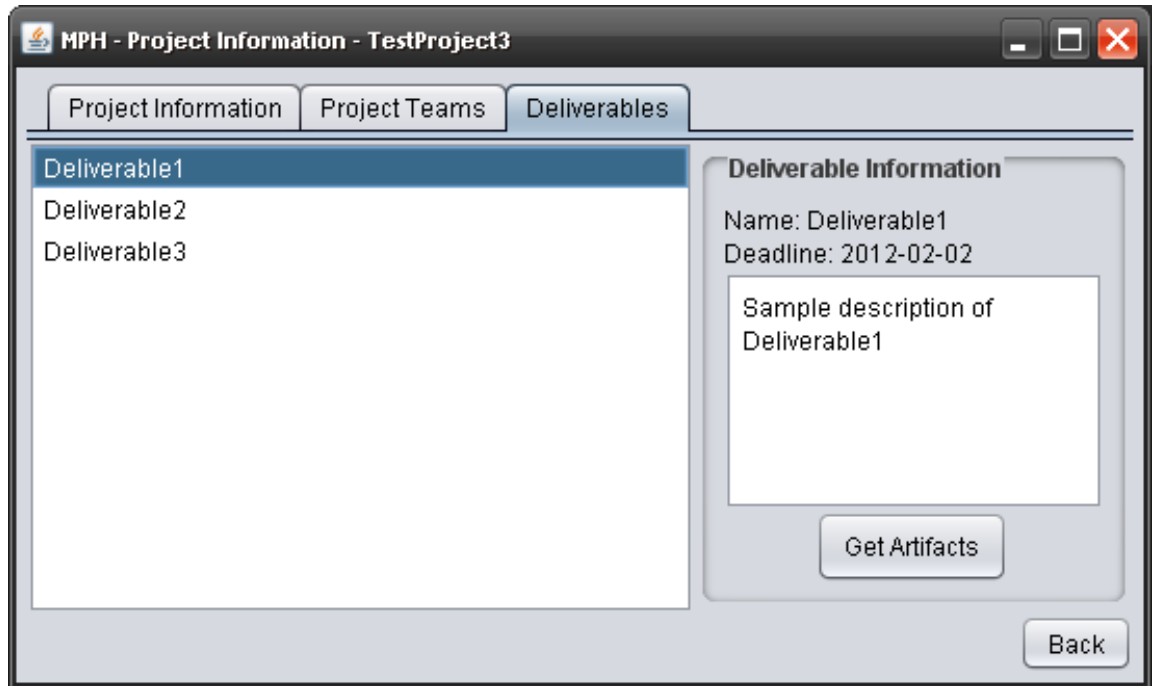 MPH - Project Information - TestProject3
Project Information Project Teams Deliverables
Deliverable1
Deliverable2
Deliverable3
Deliverable Information
Name: Deliverable1
Deadline: 2012-02-02
Sample description of
Deliverable1
Get Artifacts
Back